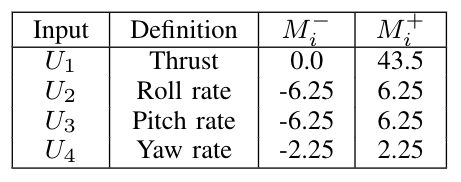 Input Definition M_i^- M_i^+
U_1 Thrust 0.0 43.5
U_2 Roll rate -6.25 6.25
U_3 Pitch rate -6.25 6.25
U_4 Yaw rate -2.25 2.25